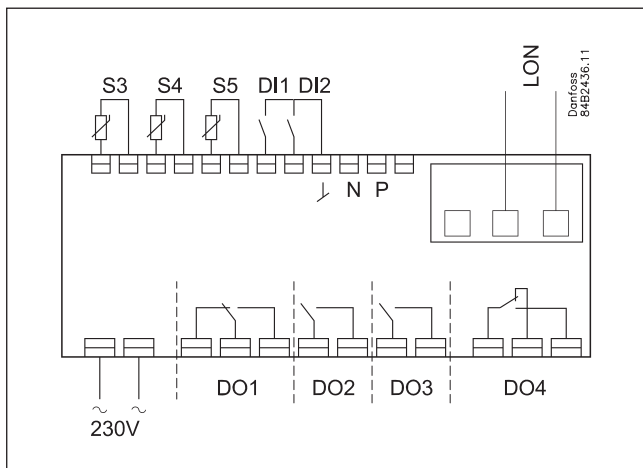 S3 S4 S5 DI1 DI2
LON
Danfoss
84B2436.11
N P
DO1 DO2 DO3 DO4
~ ~
230V